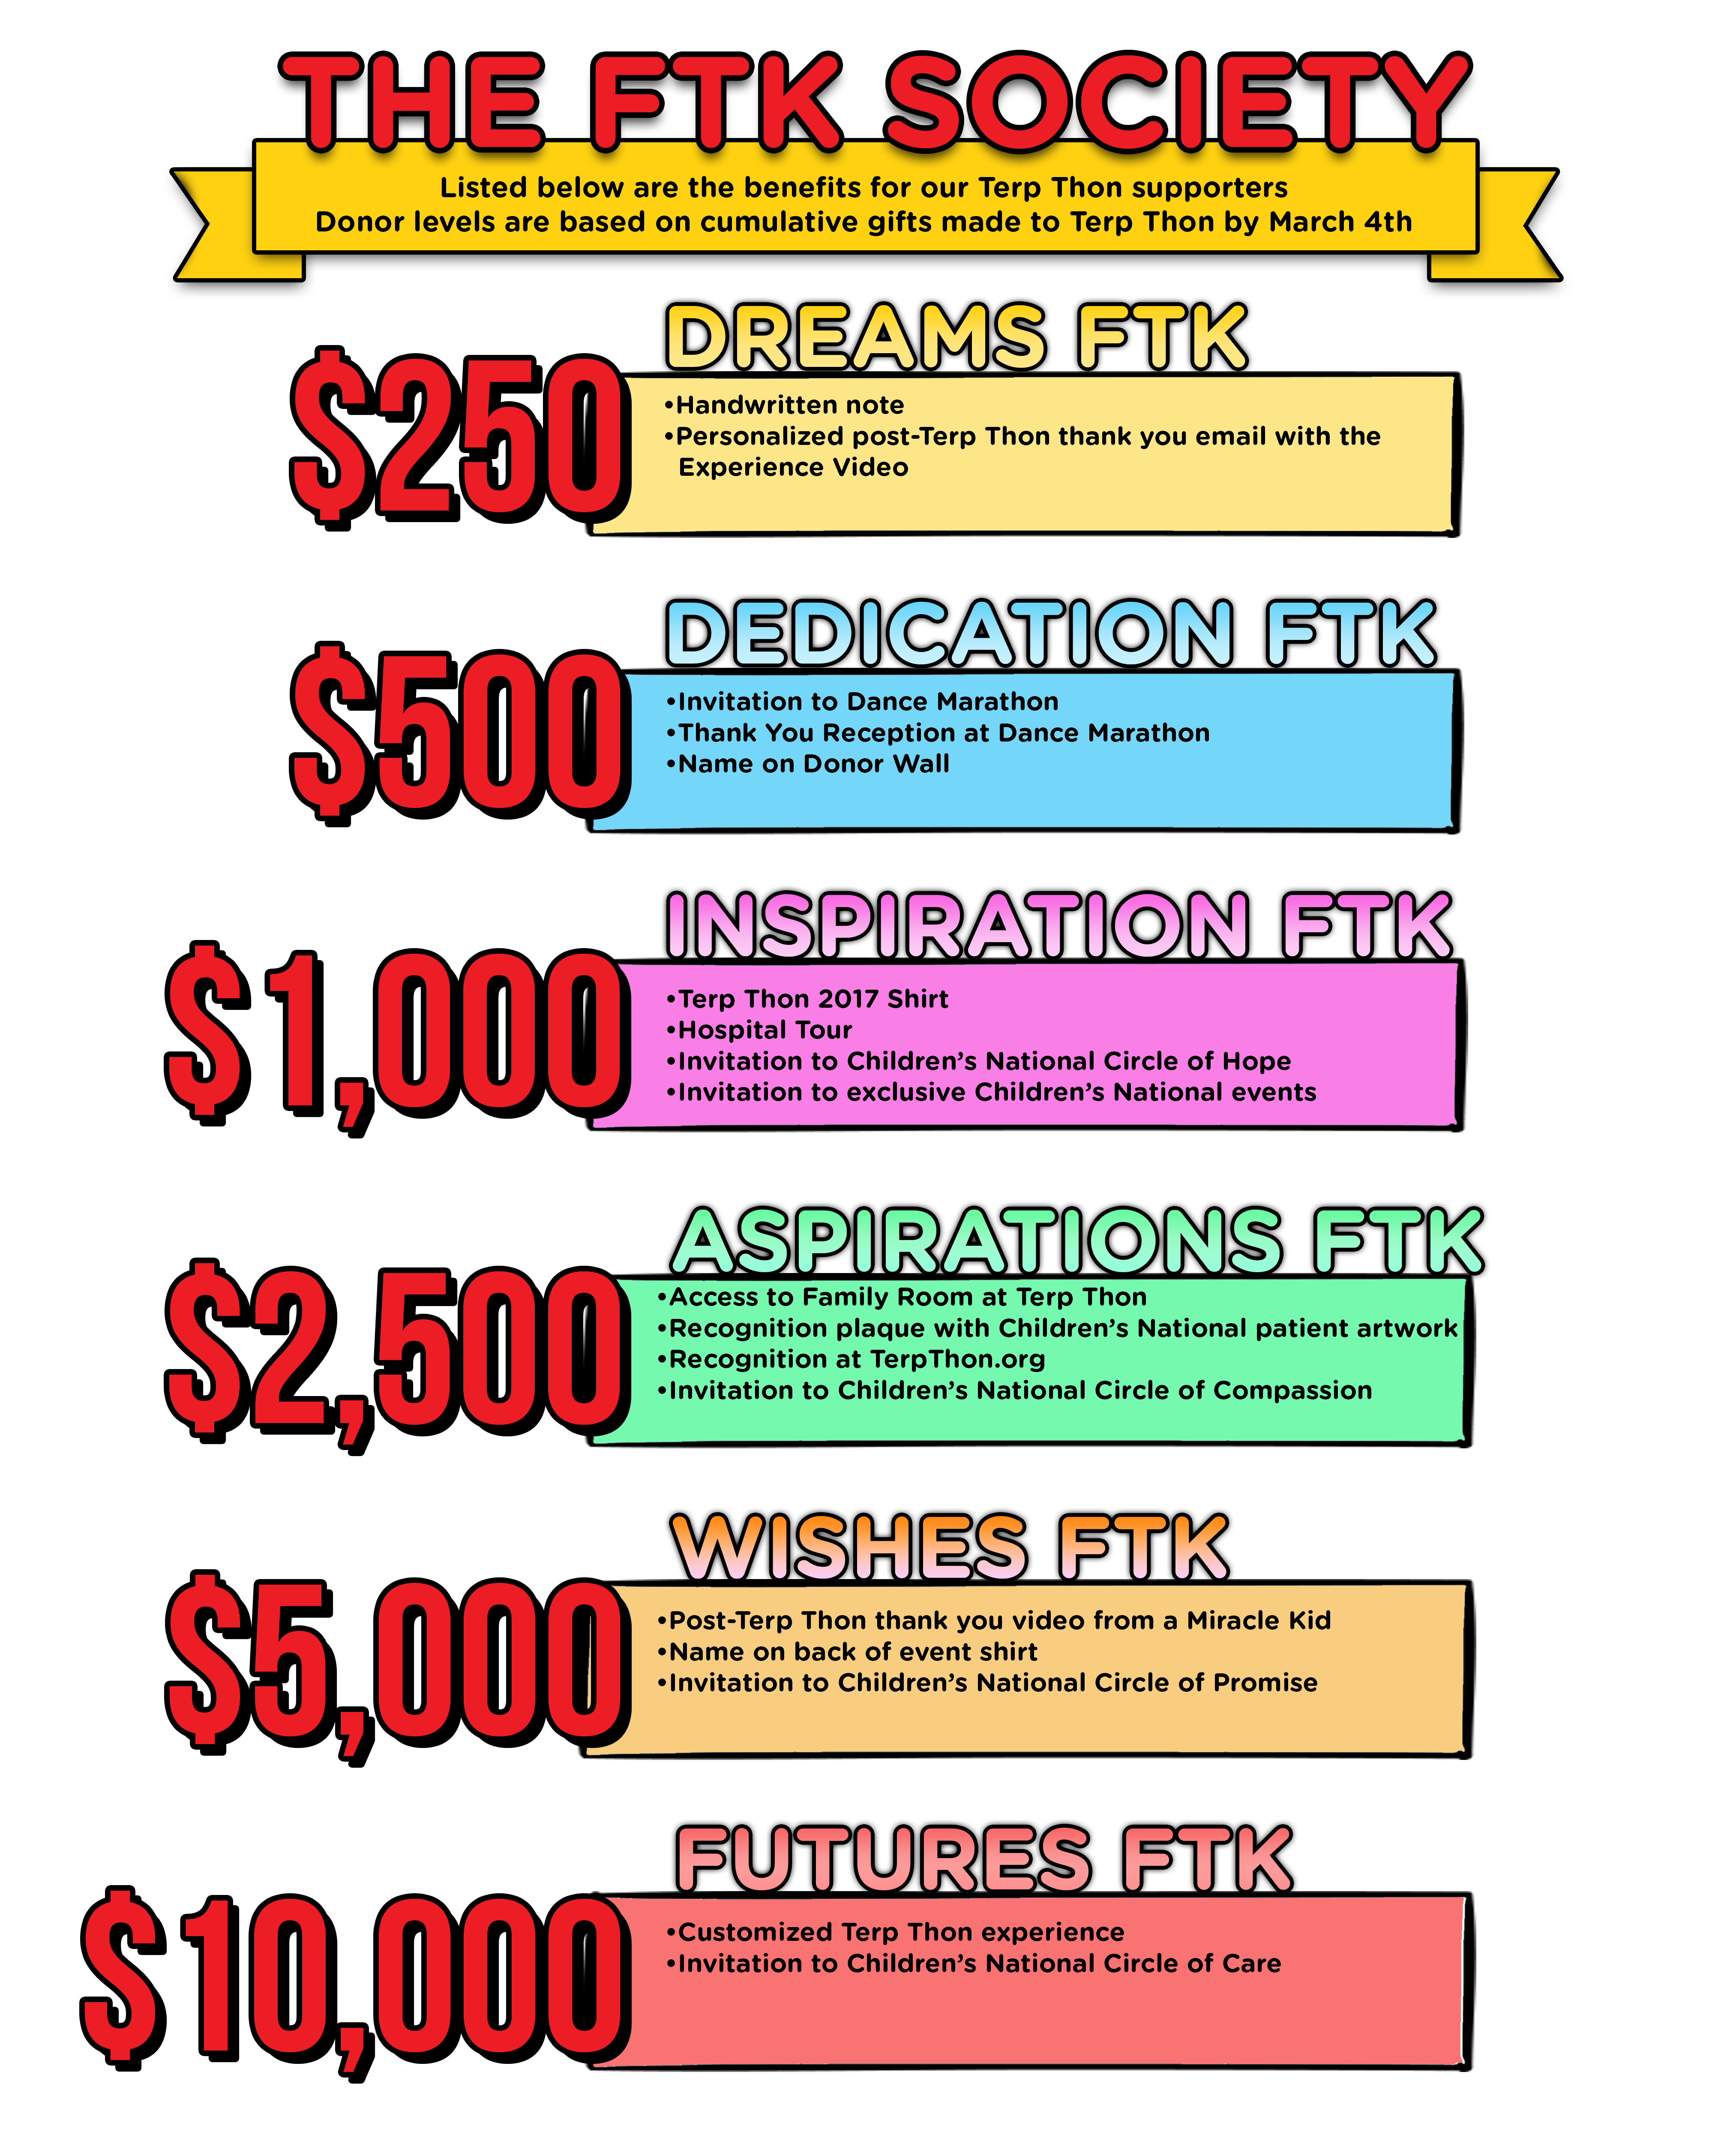 THE FTK SOCIETY
Listed below are the benefits for our Terp Thon supporters
Donor levels are based on cumulative gifts made to Terp Thon by March 4th
DREAMS FTK
$250
•Handwritten note
•Personalized post-Terp Thon thank you email with the
Experience Video
DEDICATION FTK
$500
•Invitation to Dance Marathon
•Thank You Reception at Dance Marathon
•Name on Donor Wall
INSPIRATION FTK
$1,000
•Terp Thon 2017 Shirt
•Hospital Tour
•Invitation to Children’s National Circle of Hope
•Invitation to exclusive Children’s National events
ASPIRATIONS FTK
$2,500
•Access to Family Room at Terp Thon
•Recognition plaque with Children’s National patient artwork
•Recognition at TerpThon.org
•Invitation to Children’s National Circle of Compassion
WISHES FTK
$5,000
•Post-Terp Thon thank you video from a Miracle Kid
•Name on back of event shirt
•Invitation to Children’s National Circle of Promise
FUTURES FTK
$10,000
•Customized Terp Thon experience
•Invitation to Children’s National Circle of Care